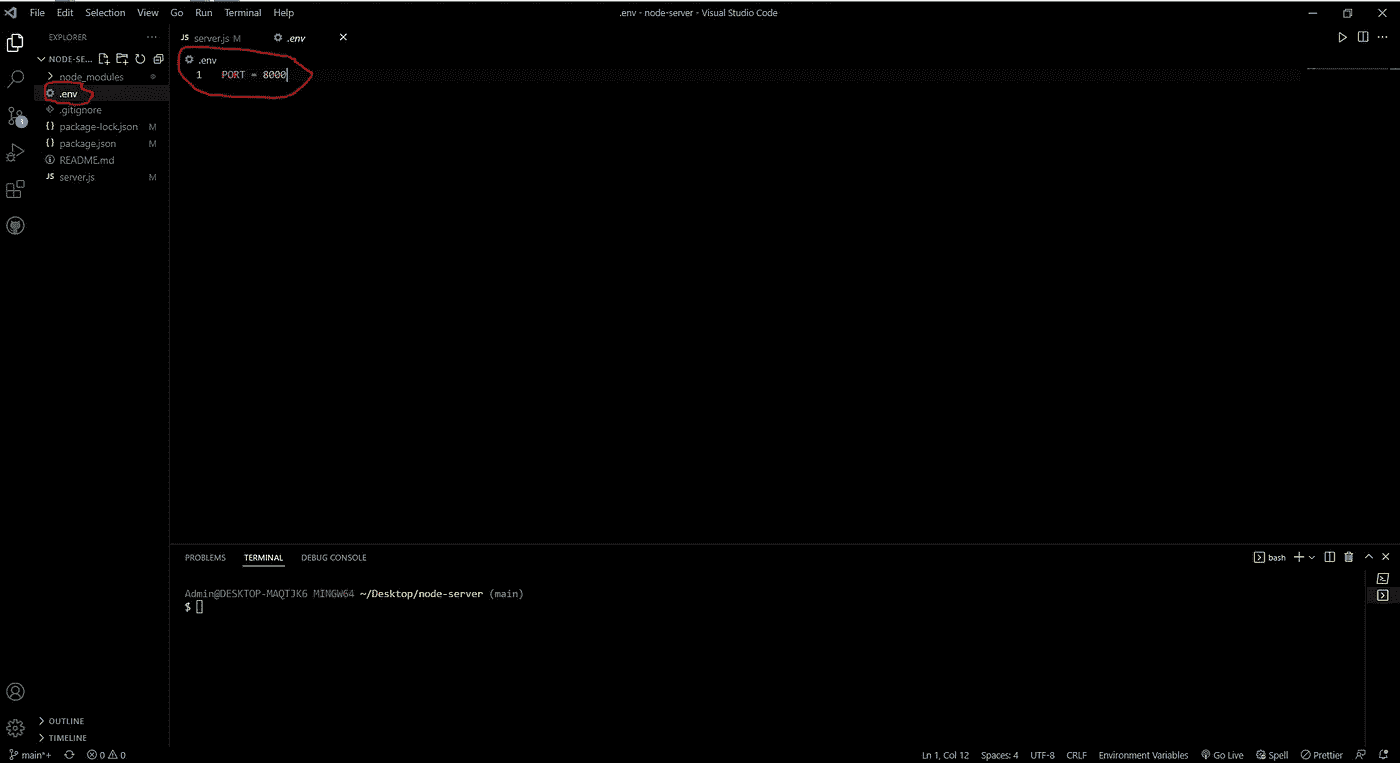 File Edit Selection View Go Run Terminal Help
.env - node-server - Visual Studio Code
EXPLORER
NODE-SE...
node_modules
.env
.gitignore
package-lock.json M
package.json M
README.md
server.js M
OUTLINE
TIMELINE
JS server.js M .env
.env
1 PORT = 8000
PROBLEMS TERMINAL DEBUG CONSOLE
bash
Admin@DESKTOP-MAQTJK6 MINGW64 ~/Desktop/node-server (main)
$
main*+ 0 0 Ln 1, Col 12 Spaces: 4 UTF-8 CRLF Environment Variables Go Live Spell Prettier